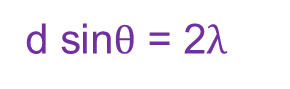 d sinθ = 2λ